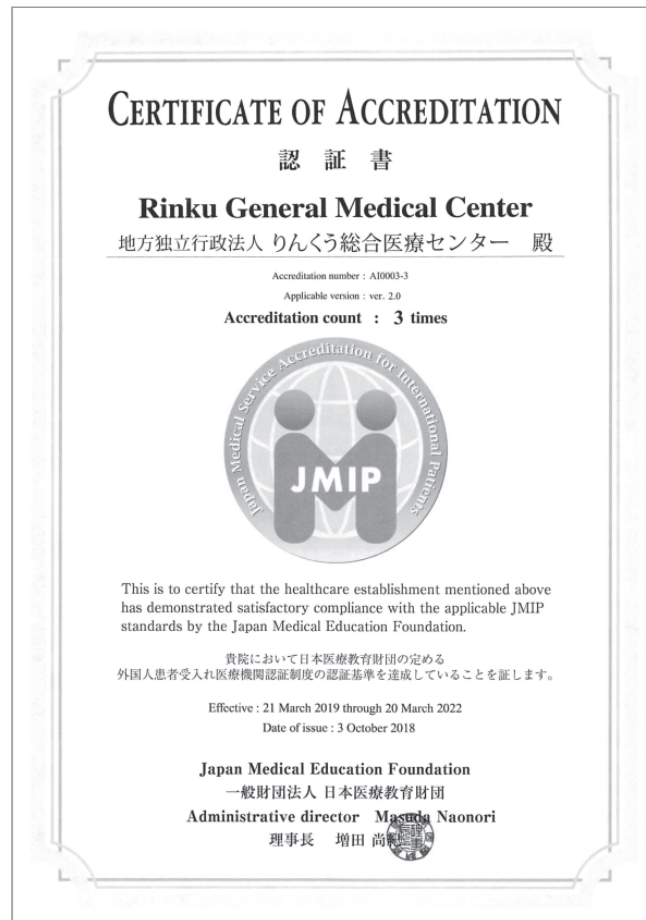 CERTIFICATE OF ACCREDITATION
認証書
Rinku General Medical Center
地方独立行政法人 りんくう総合医療センター 殿
Accreditation number : AI0003-3
Applicable version : ver. 2.0
Accreditation count : 3 times
Japan Medical Service Accreditation for International Patients
JMIP
This is to certify that the healthcare establishment mentioned above
has demonstrated satisfactory compliance with the applicable JMIP
standards by the Japan Medical Education Foundation.
貴院において日本医療教育財団の定める
外国人患者受入れ医療機関認証制度の認証基準を達成していることを証します。
Effective : 21 March 2019 through 20 March 2022
Date of issue : 3 October 2018
Japan Medical Education Foundation
一般財団法人 日本医療教育財団
Administrative director Masuda Naonori
理事長 増田 尚